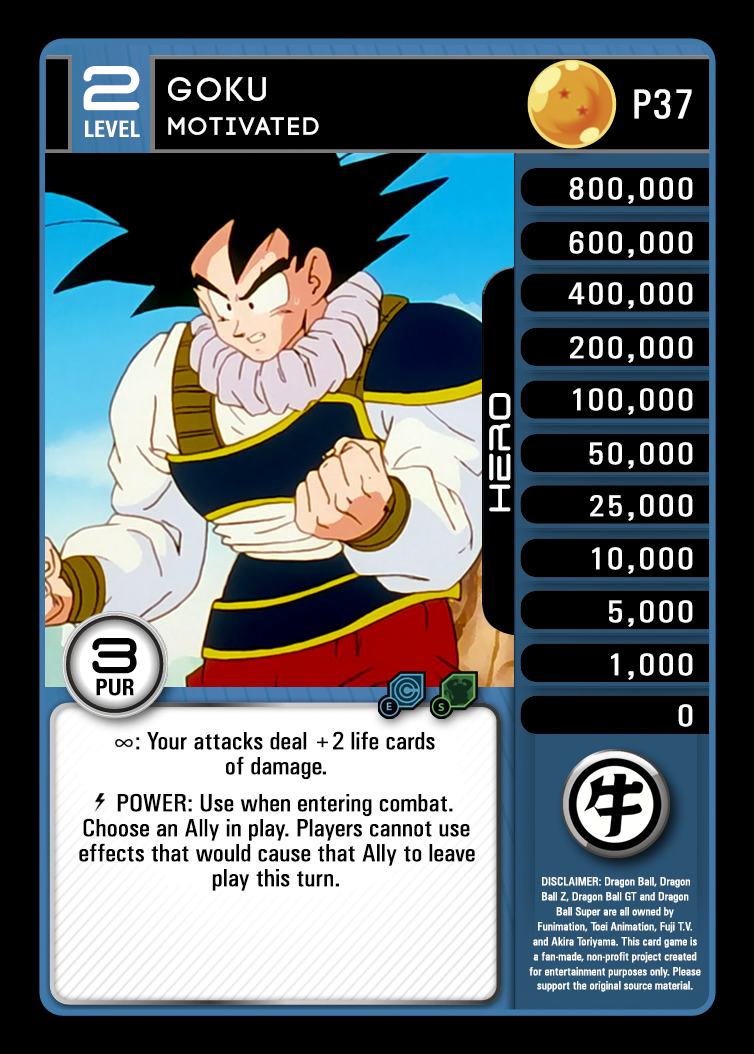 2
LEVEL
GOKU
MOTIVATED
P37
800,000
600,000
400,000
200,000
100,000
50,000
25,000
10,000
5,000
1,000
0
HERO
3
PUR
E
S
∞: Your attacks deal +2 life cards
of damage.
POWER: Use when entering combat.
Choose an Ally in play. Players cannot use
effects that would cause that Ally to leave
play this turn.
牛
DISCLAIMER: Dragon Ball, Dragon
Ball Z, Dragon Ball GT and Dragon
Ball Super are all owned by
Funimation, Toei Animation, Fuji T.V.
and Akira Toriyama. This card game is
a fan-made, non-profit project created
for entertainment purposes only. Please
support the original source material.